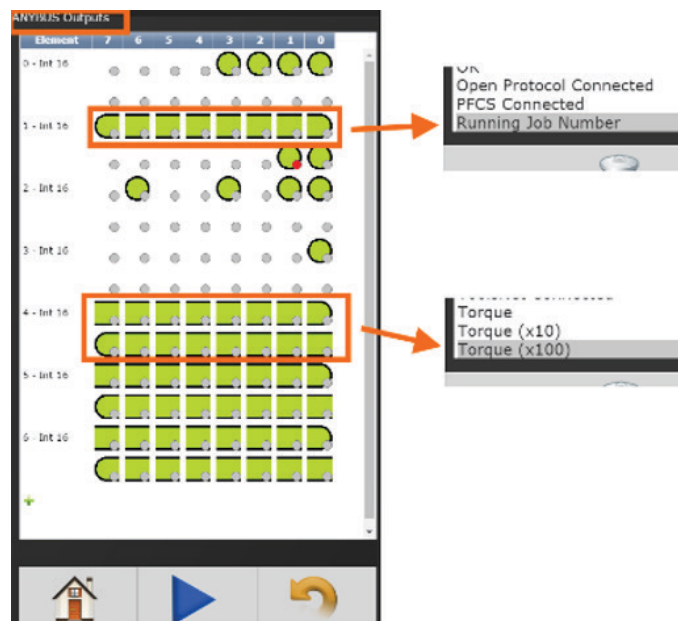 ANYBUS Outputs
Element 7 6 5 4 3 2 1 0
0 - Int 16
1 - Int 16
2 - Int 16
3 - Int 16
4 - Int 16
5 - Int 16
6 - Int 16
OK
Open Protocol Connected
PFCS Connected
Running Job Number
Connected
Torque
Torque (x10)
Torque (x100)